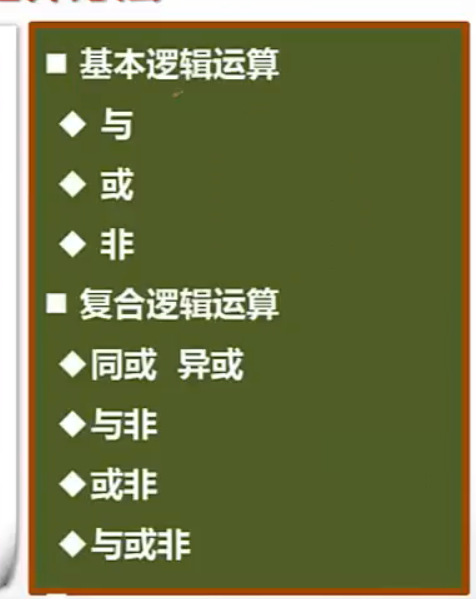 ■ 基本逻辑运算
◆ 与
◆ 或
◆ 非
■ 复合逻辑运算
◆同或 异或
◆与非
◆或非
◆与或非